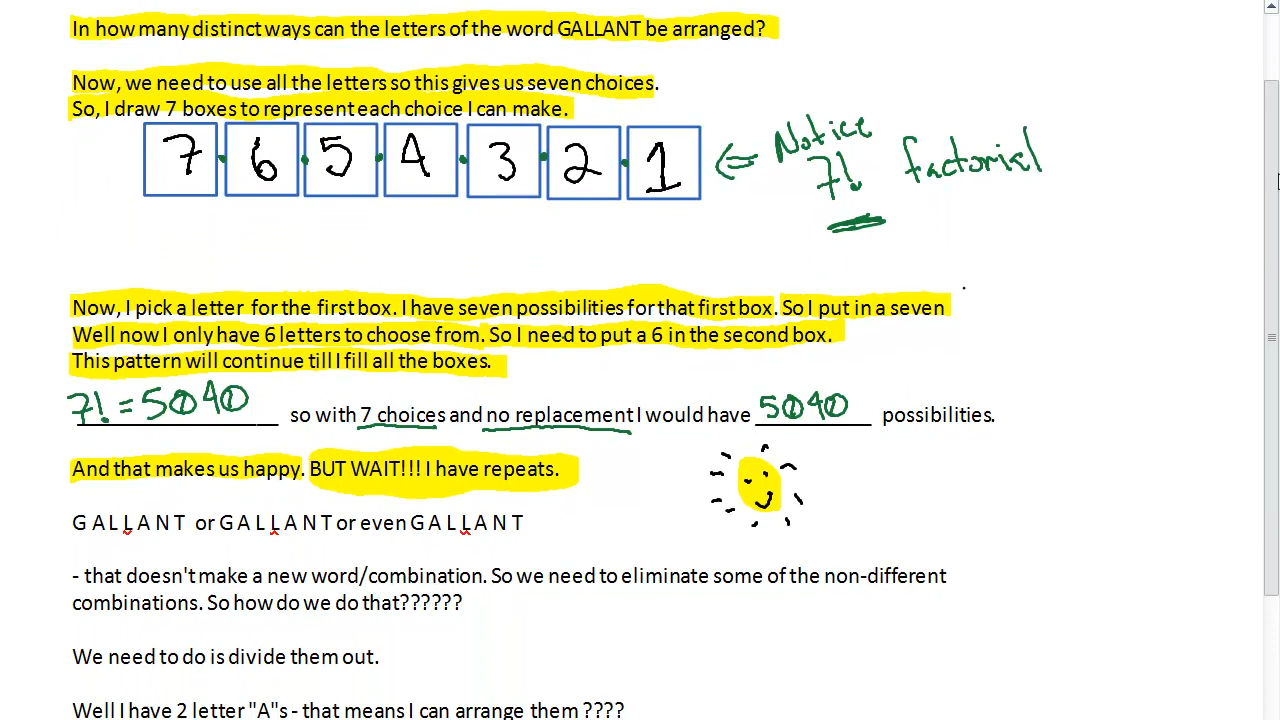 In how many distinct ways can the letters of the word GALLANT be arranged?
Now, we need to use all the letters so this gives us seven choices.
So, I draw 7 boxes to represent each choice I can make.
7 · 6 · 5 · 4 · 3 · 2 · 1 ⇐ Notice 7! factorial
Now, I pick a letter for the first box. I have seven possibilities for that first box. So I put in a seven
Well now I only have 6 letters to choose from. So I need to put a 6 in the second box.
This pattern will continue till I fill all the boxes.
7! = 5040 so with 7 choices and no replacement I would have 5040 possibilities.
And that makes us happy. BUT WAIT!!! I have repeats.
G A L L A N T or G A L L A N T or even G A L L A N T
- that doesn't make a new word/combination. So we need to eliminate some of the non-different
combinations. So how do we do that??????
We need to do is divide them out.
Well I have 2 letter "A"s - that means I can arrange them ????